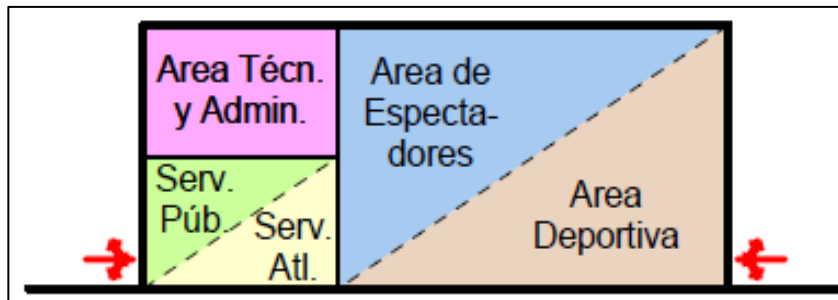 Area Técn.
y Admin.
Serv.
Púb.
Serv.
Atl.
Area de
Especta-
dores
Area
Deportiva